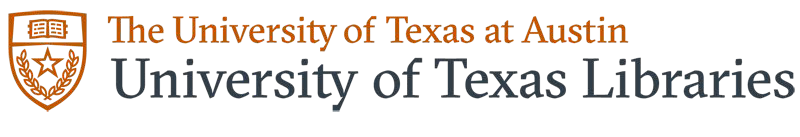 The University of Texas at Austin
University of Texas Libraries